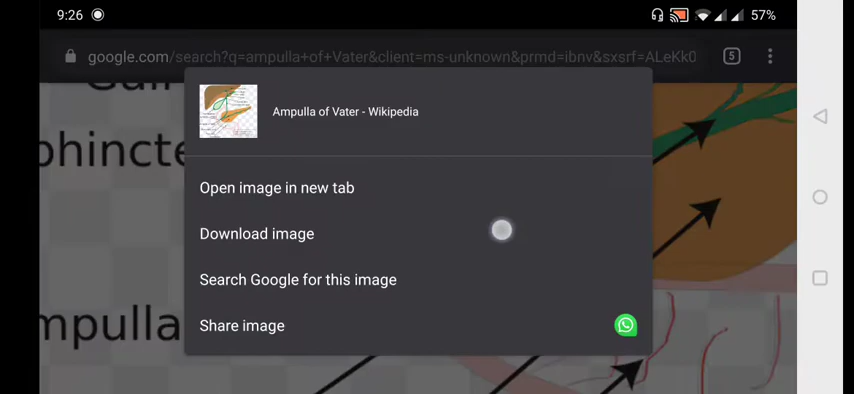 9:26
57%
google.com/search?q=ampulla+of+Vater&client=ms-unknown&prmd=ibnv&sxsrf=ALeKk0
5
Ampulla of Vater - Wikipedia
phincte
Open image in new tab
Download image
Search Google for this image
mpulla
Share image